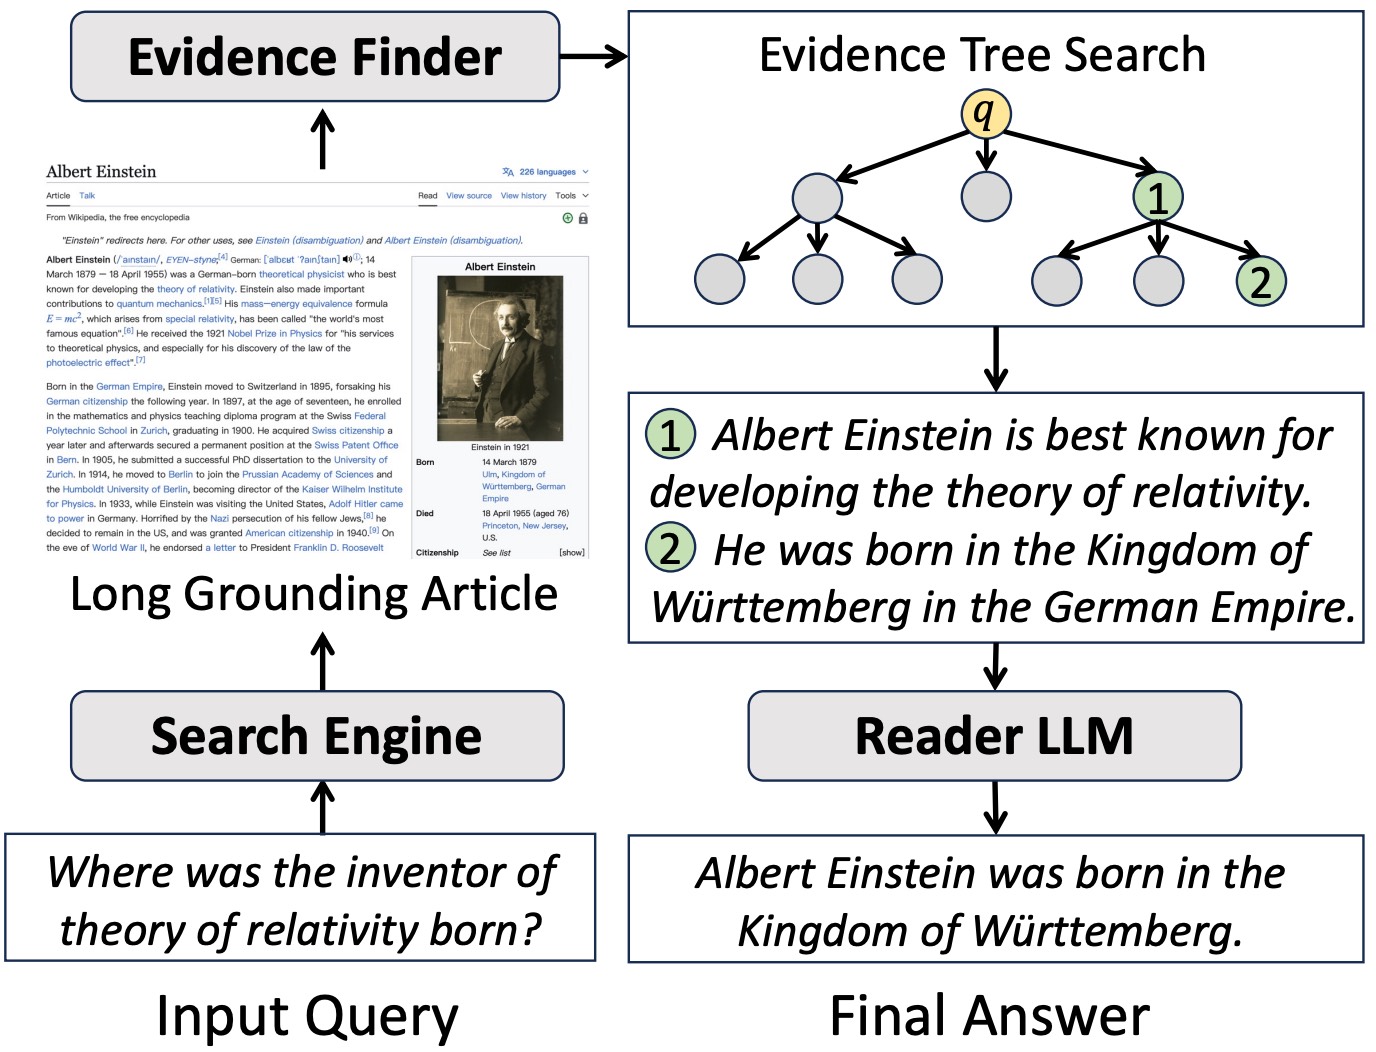 Evidence Finder
Albert Einstein
226 languages
Article Talk
Read View source View history Tools
From Wikipedia, the free encyclopedia
"Einstein" redirects here. For other uses, see Einstein (disambiguation) and Albert Einstein (disambiguation).
Albert Einstein (/ˈaɪnstaɪn/, EYEN-styne;[4] German: [ˈalbɛʁt ˈʔaɪnʃtaɪn]; 14
March 1879 – 18 April 1955) was a German-born theoretical physicist who is best
known for developing the theory of relativity. Einstein also made important
contributions to quantum mechanics.[1][5] His mass–energy equivalence formula
E = mc², which arises from special relativity, has been called "the world's most
famous equation".[6] He received the 1921 Nobel Prize in Physics for "his services
to theoretical physics, and especially for his discovery of the law of the
photoelectric effect".[7]
Born in the German Empire, Einstein moved to Switzerland in 1895, forsaking his
German citizenship the following year. In 1897, at the age of seventeen, he enrolled
in the mathematics and physics teaching diploma program at the Swiss Federal
Polytechnic School in Zurich, graduating in 1900. He acquired Swiss citizenship a
year later and afterwards secured a permanent position at the Swiss Patent Office
in Bern. In 1905, he submitted a successful PhD dissertation to the University of
Zurich. In 1914, he moved to Berlin to join the Prussian Academy of Sciences and
the Humboldt University of Berlin, becoming director of the Kaiser Wilhelm Institute
for Physics. In 1933, while Einstein was visiting the United States, Adolf Hitler came
to power in Germany. Horrified by the Nazi persecution of his fellow Jews,[8] he
decided to remain in the US, and was granted American citizenship in 1940.[9] On
the eve of World War II, he endorsed a letter to President Franklin D. Roosevelt
Albert Einstein
Einstein in 1921
Born 14 March 1879
Ulm, Kingdom of
Württemberg, German
Empire
Died 18 April 1955 (aged 76)
Princeton, New Jersey,
U.S.
Citizenship See list [show]
Long Grounding Article
Search Engine
Where was the inventor of
theory of relativity born?
Input Query
Evidence Tree Search
q
1
2
1 Albert Einstein is best known for
developing the theory of relativity.
2 He was born in the Kingdom of
Württemberg in the German Empire.
Reader LLM
Albert Einstein was born in the
Kingdom of Württemberg.
Final Answer